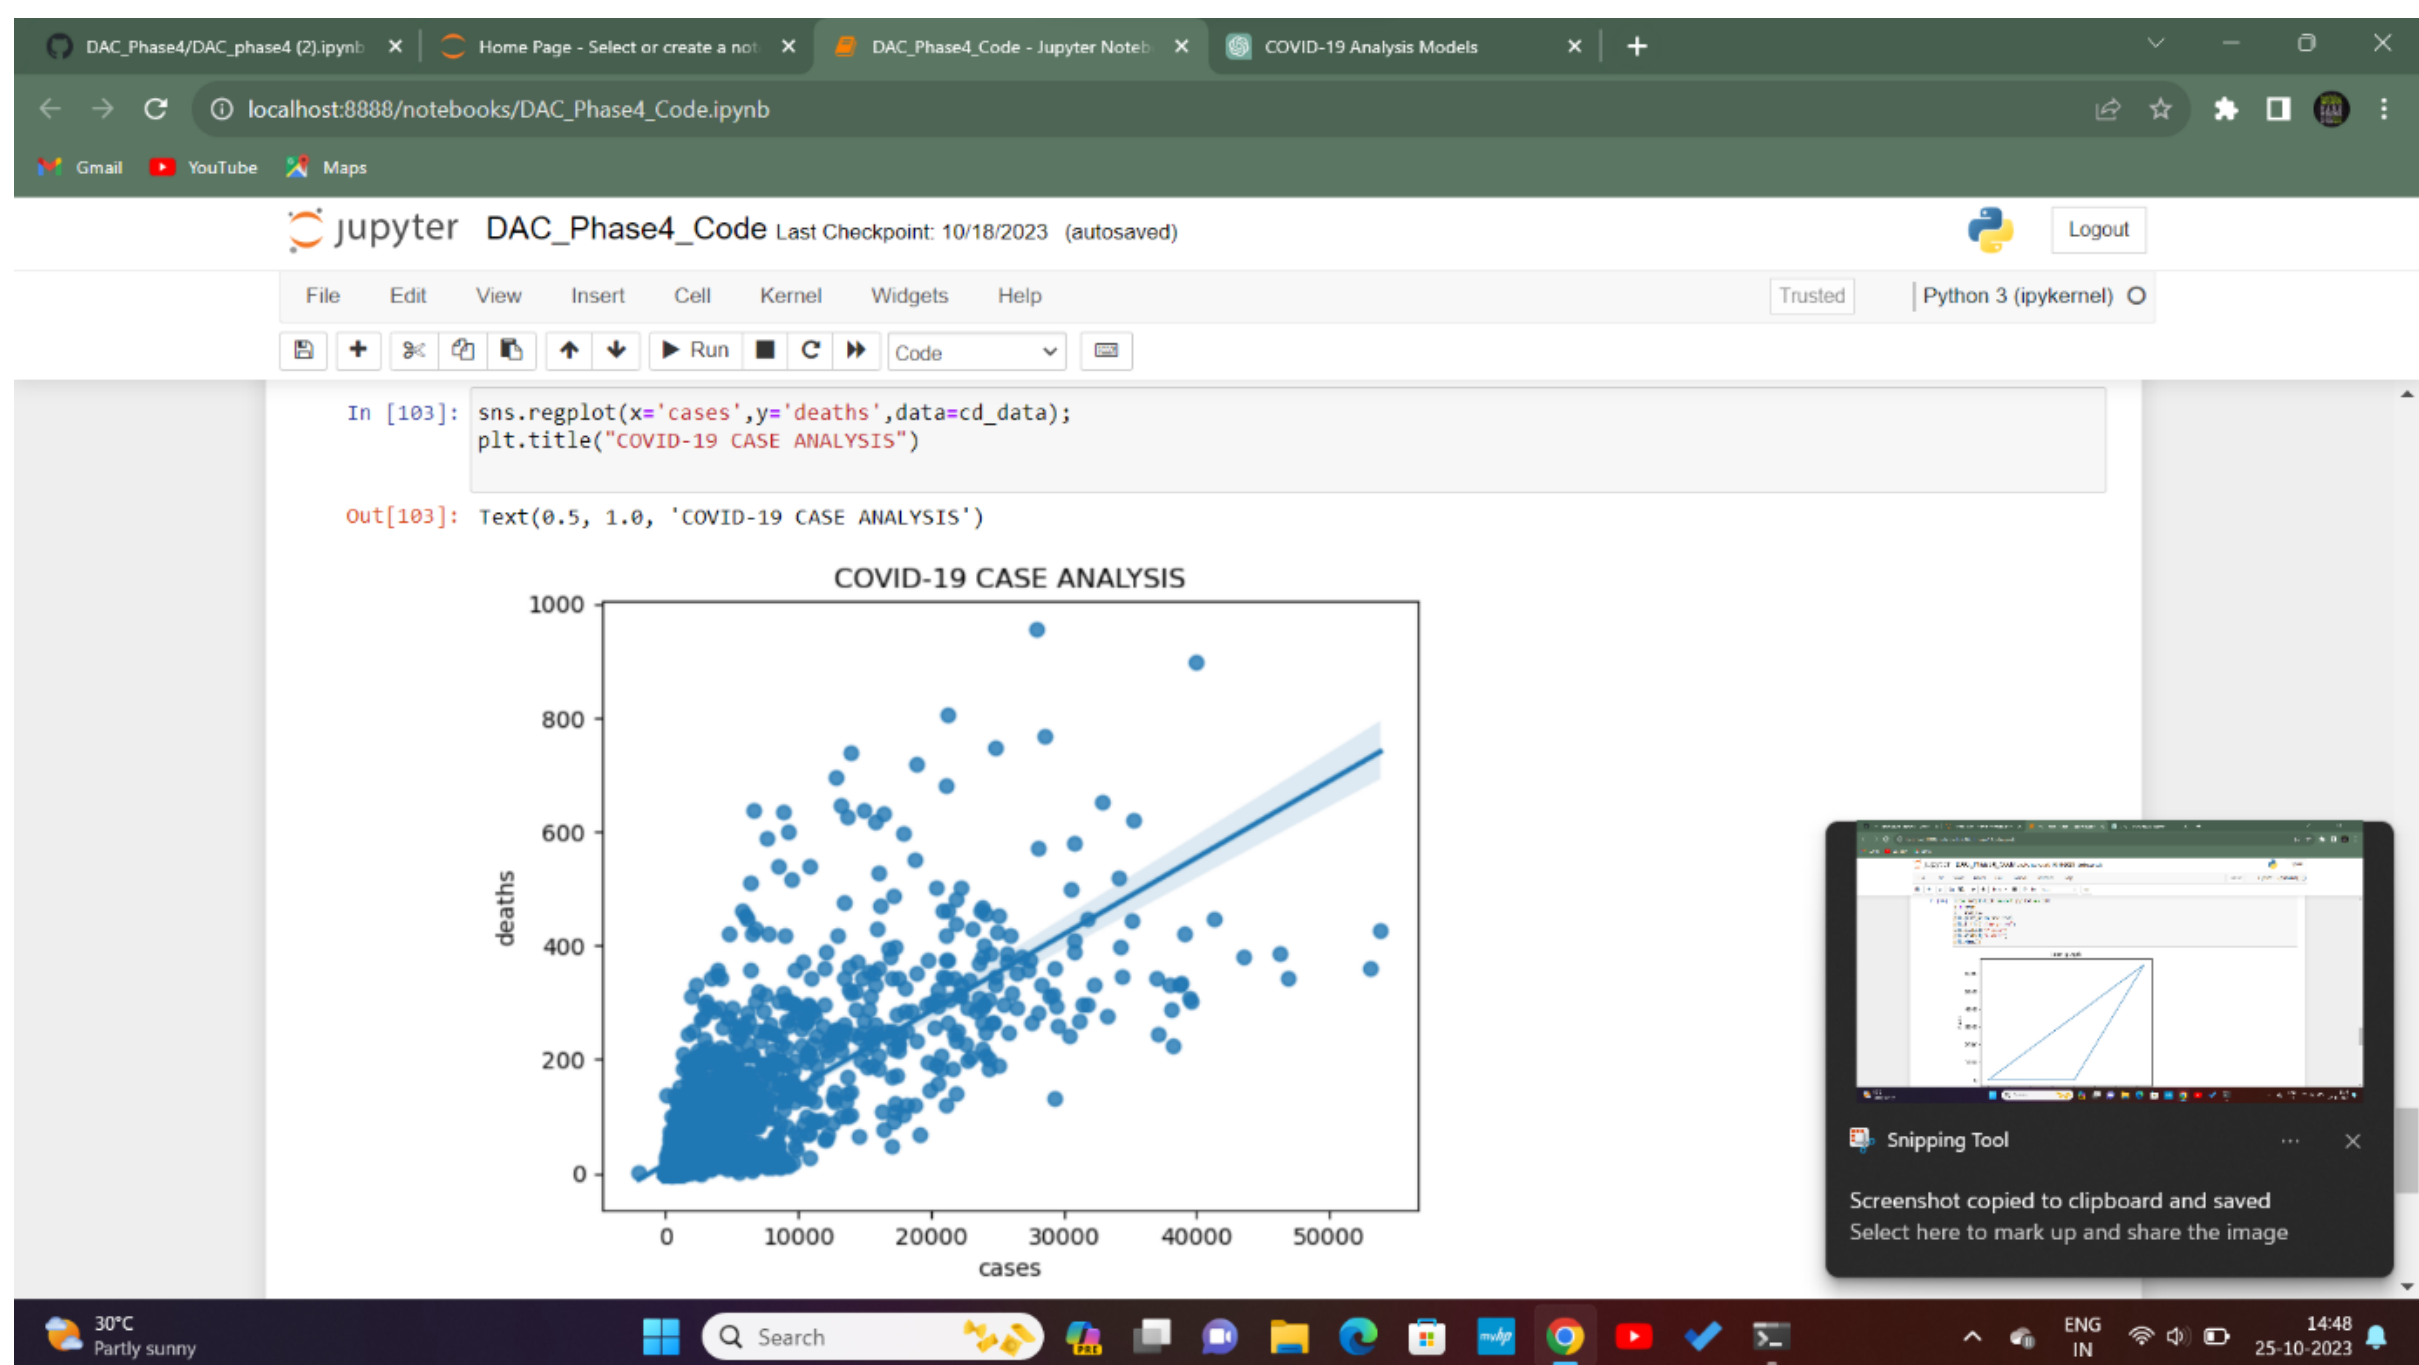 DAC_Phase4/DAC_phase4 (2).ipynb
Home Page - Select or create a not
DAC_Phase4_Code - Jupyter Noteb
COVID-19 Analysis Models
localhost:8888/notebooks/DAC_Phase4_Code.ipynb
Gmail YouTube Maps
jupyter DAC_Phase4_Code Last Checkpoint: 10/18/2023 (autosaved)
Logout
File Edit View Insert Cell Kernel Widgets Help
Trusted
Python 3 (ipykernel)
Run
Code
In [103]: sns.regplot(x='cases',y='deaths',data=cd_data);
plt.title("COVID-19 CASE ANALYSIS")
Out[103]: Text(0.5, 1.0, 'COVID-19 CASE ANALYSIS')
COVID-19 CASE ANALYSIS
1000
800
600
400
200
0
deaths
0 10000 20000 30000 40000 50000
cases
Snipping Tool
Screenshot copied to clipboard and saved
Select here to mark up and share the image
30°C
Partly sunny
Search
PRE
myhp
ENG
IN
14:48
25-10-2023